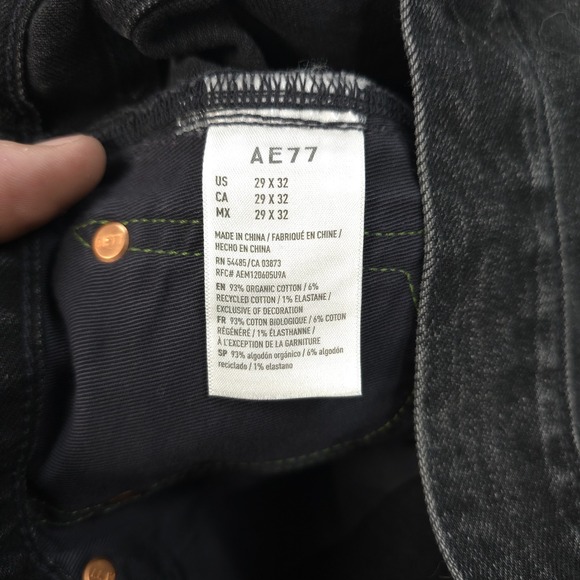 AE77
US 29 X 32
CA 29 X 32
MX 29 X 32
MADE IN CHINA / FABRIQUÉ EN CHINE /
HECHO EN CHINA
RN 54485/CA 03873
RFC# AEM120605U9A
EN 93% ORGANIC COTTON / 6%
RECYCLED COTTON / 1% ELASTANE /
EXCLUSIVE OF DECORATION
FR 93% COTON BIOLOGIQUE / 6% COTON
RÉGÉNÉRÉ / 1% ÉLASTHANNE /
À L'EXCEPTION DE LA GARNITURE
SP 93% algodón orgánico / 6% algodón
reciclado / 1% elastano